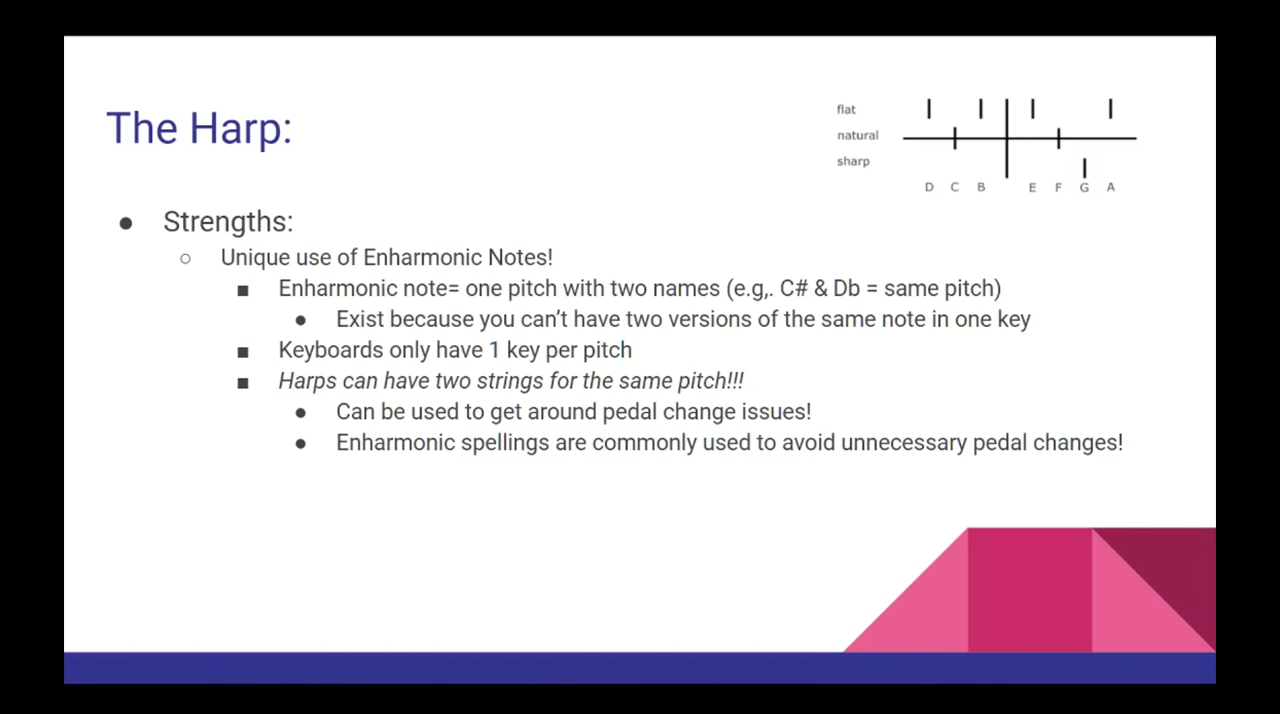 The Harp:
flat
natural
sharp
D C B E F G A
● Strengths:
○ Unique use of Enharmonic Notes!
■ Enharmonic note= one pitch with two names (e.g,. C# & Db = same pitch)
● Exist because you can’t have two versions of the same note in one key
■ Keyboards only have 1 key per pitch
■ Harps can have two strings for the same pitch!!!
● Can be used to get around pedal change issues!
● Enharmonic spellings are commonly used to avoid unnecessary pedal changes!